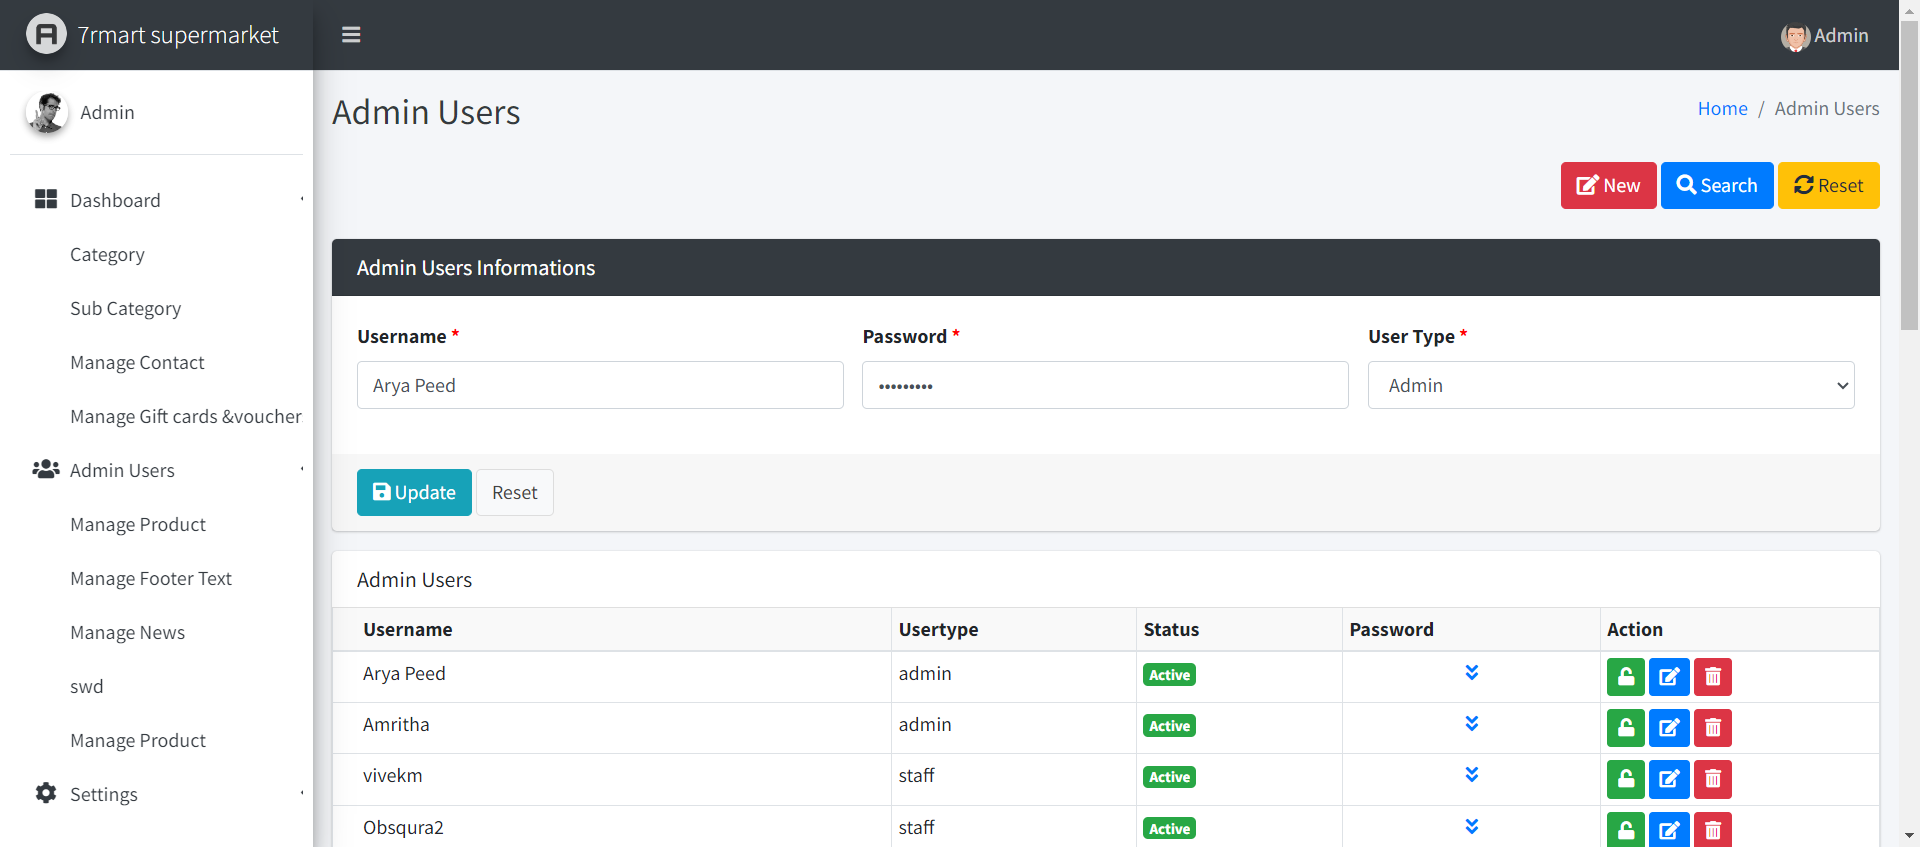 7rmart supermarket
Admin
Admin
Dashboard
Category
Sub Category
Manage Contact
Manage Gift cards &voucher
Admin Users
Manage Product
Manage Footer Text
Manage News
swd
Manage Product
Settings
Admin Users
Home / Admin Users
New Search Reset
Admin Users Informations
Username * Password * User Type *
Arya Peed ••••••••• Admin
Update Reset
Admin Users
Username Usertype Status Password Action
Arya Peed admin Active
Amritha admin Active
vivekm staff Active
Obsqura2 staff Active